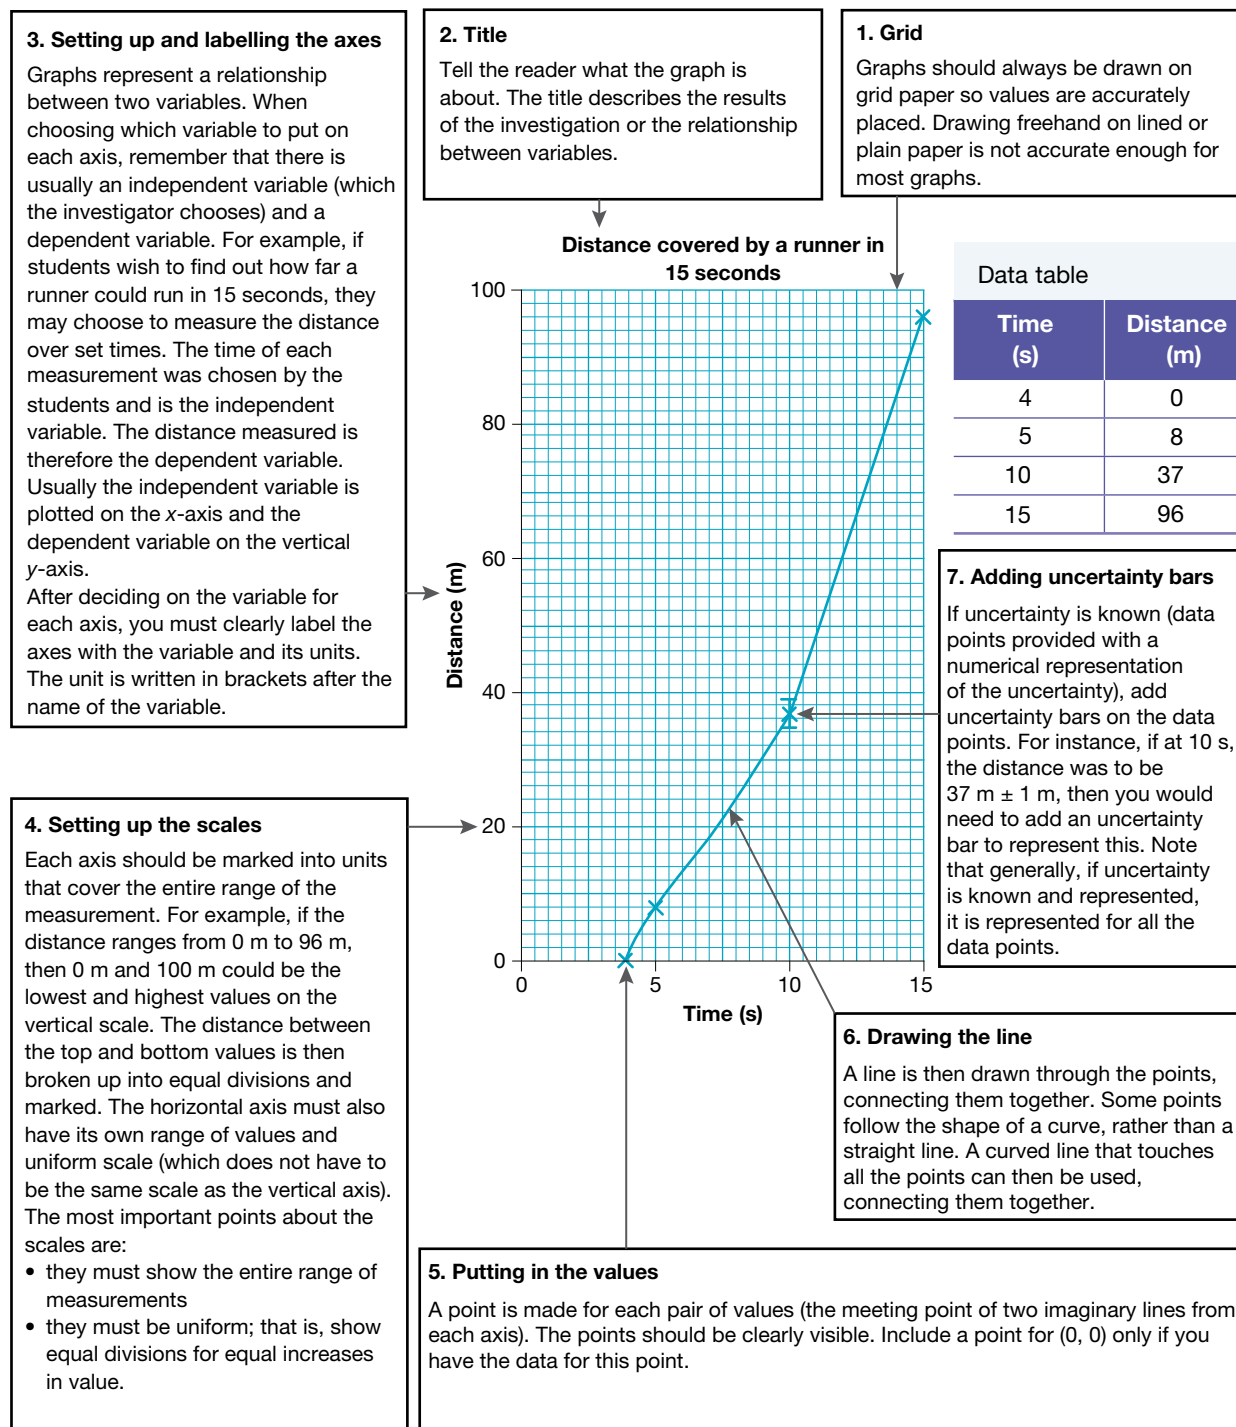 3. Setting up and labelling the axes
Graphs represent a relationship
between two variables. When
choosing which variable to put on
each axis, remember that there is
usually an independent variable (which
the investigator chooses) and a
dependent variable. For example, if
students wish to find out how far a
runner could run in 15 seconds, they
may choose to measure the distance
over set times. The time of each
measurement was chosen by the
students and is the independent
variable. The distance measured is
therefore the dependent variable.
Usually the independent variable is
plotted on the x-axis and the
dependent variable on the vertical
y-axis.
After deciding on the variable for
each axis, you must clearly label the
axes with the variable and its units.
The unit is written in brackets after the
name of the variable.
2. Title
Tell the reader what the graph is
about. The title describes the results
of the investigation or the relationship
between variables.
1. Grid
Graphs should always be drawn on
grid paper so values are accurately
placed. Drawing freehand on lined or
plain paper is not accurate enough for
most graphs.
Distance covered by a runner in
15 seconds
100
80
60
40
20
0
Distance (m)
0 5 10 15
Time (s)
Data table
Time Distance
(s) (m)
4 0
5 8
10 37
15 96
7. Adding uncertainty bars
If uncertainty is known (data
points provided with a
numerical representation
of the uncertainty), add
uncertainty bars on the data
points. For instance, if at 10 s,
the distance was to be
37 m ± 1 m, then you would
need to add an uncertainty
bar to represent this. Note
that generally, if uncertainty
is known and represented,
it is represented for all the
data points.
4. Setting up the scales
Each axis should be marked into units
that cover the entire range of the
measurement. For example, if the
distance ranges from 0 m to 96 m,
then 0 m and 100 m could be the
lowest and highest values on the
vertical scale. The distance between
the top and bottom values is then
broken up into equal divisions and
marked. The horizontal axis must also
have its own range of values and
uniform scale (which does not have to
be the same scale as the vertical axis).
The most important points about the
scales are:
• they must show the entire range of
measurements
• they must be uniform; that is, show
equal divisions for equal increases
in value.
6. Drawing the line
A line is then drawn through the points,
connecting them together. Some points
follow the shape of a curve, rather than a
straight line. A curved line that touches
all the points can then be used,
connecting them together.
5. Putting in the values
A point is made for each pair of values (the meeting point of two imaginary lines from
each axis). The points should be clearly visible. Include a point for (0, 0) only if you
have the data for this point.